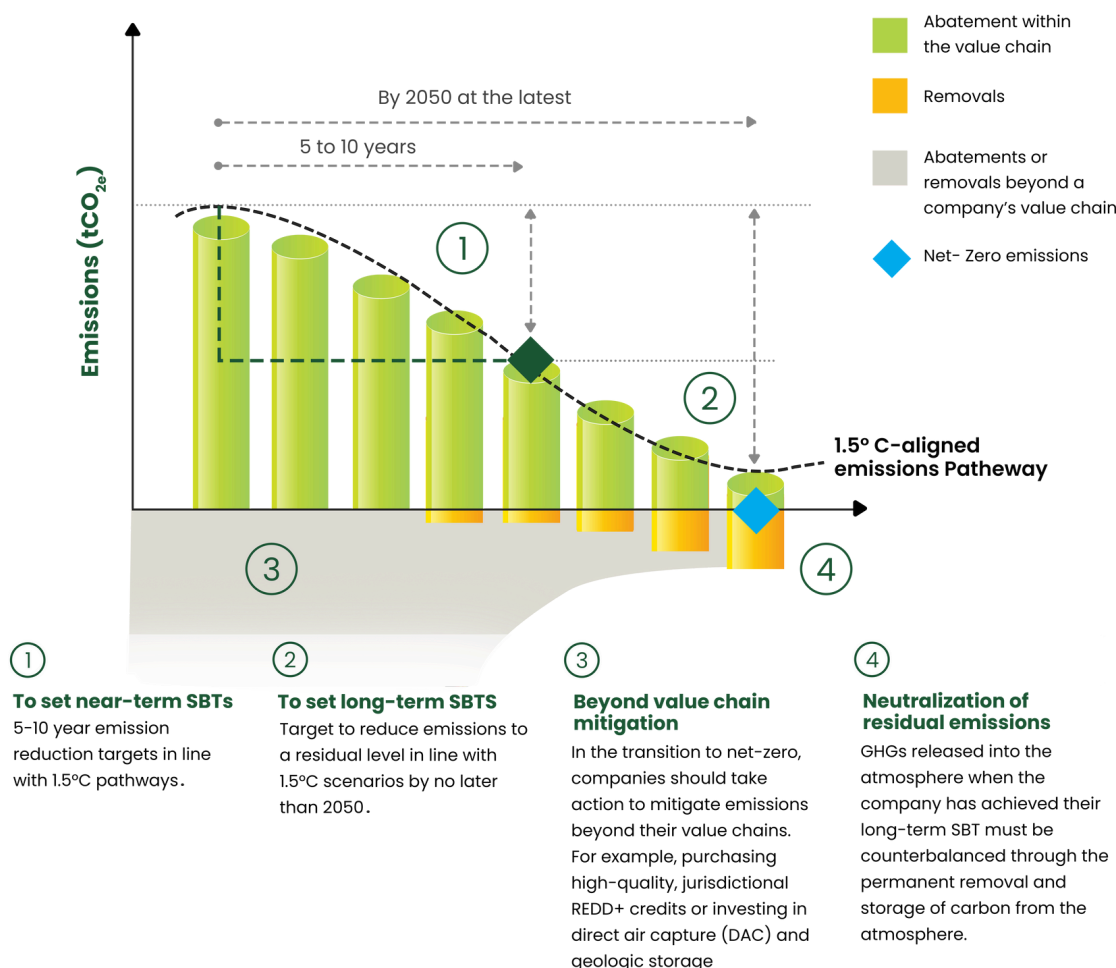 Abatement within
the value chain
Removals
Abatements or
removals beyond a
company's value chain
Net- Zero emissions
By 2050 at the latest
5 to 10 years
Emissions (tCO2e)
1
2
1.5° C-aligned
emissions Patheway
3
4
1
To set near-term SBTs
5-10 year emission
reduction targets in line
with 1.5°C pathways.
2
To set long-term SBTS
Target to reduce emissions to
a residual level in line with
1.5°C scenarios by no later
than 2050.
3
Beyond value chain
mitigation
In the transition to net-zero,
companies should take
action to mitigate emissions
beyond their value chains.
For example, purchasing
high-quality, jurisdictional
REDD+ credits or investing in
direct air capture (DAC) and
geologic storage
4
Neutralization of
residual emissions
GHGs released into the
atmosphere when the
company has achieved their
long-term SBT must be
counterbalanced through the
permanent removal and
storage of carbon from the
atmosphere.